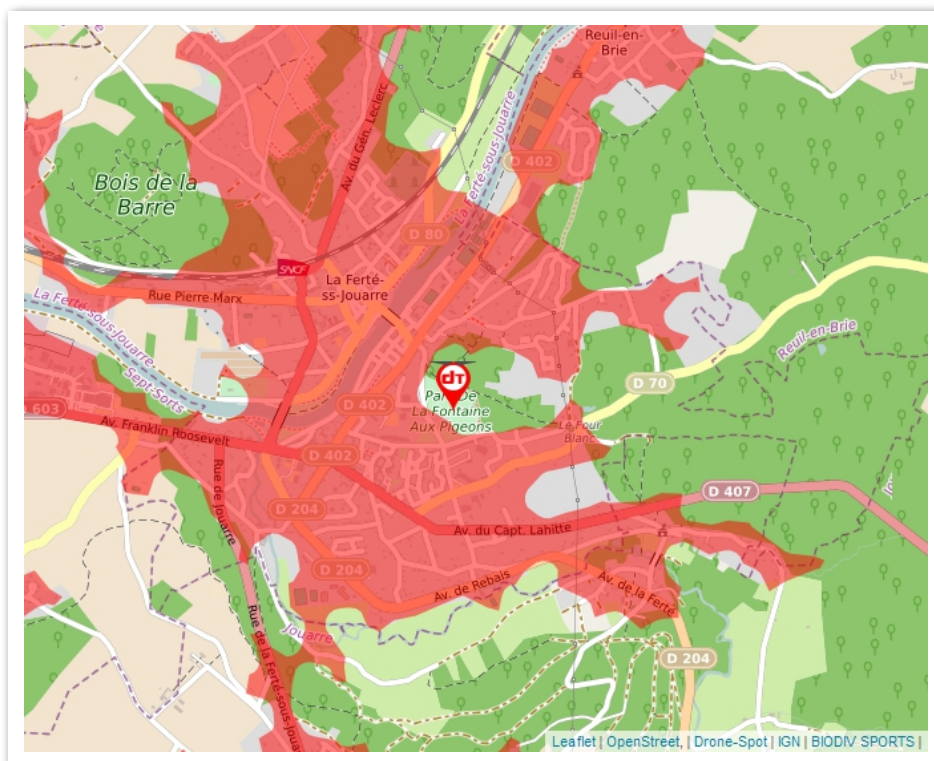 Reuil-en-
Brie
Av. du Gén. Leclerc
La Ferté-sous-Jouarre
D 402
Bois de la
Barre
D 80
SNCF
La Ferté-
ss-Jouarre
Rue Pierre-Marx
La Ferté-sous-Jouarre
Sept-Sorts
Reuil-en-Brie
D 70
dT
Parc De
La Fontaine
Aux Pigeons
D 402
D 603
Av. Franklin Roosevelt
Le Four
Blanc
D 402
Rue de Jouarre
D 407
D 204
Av. du Capt. Lahitte
D 204
Av. de Rebais
Av. de la Ferté
Jouarre
Rue de la Ferté-sous-Jouarre
D 204
Leaflet | OpenStreet, | Drone-Spot | IGN | BIODIV SPORTS |